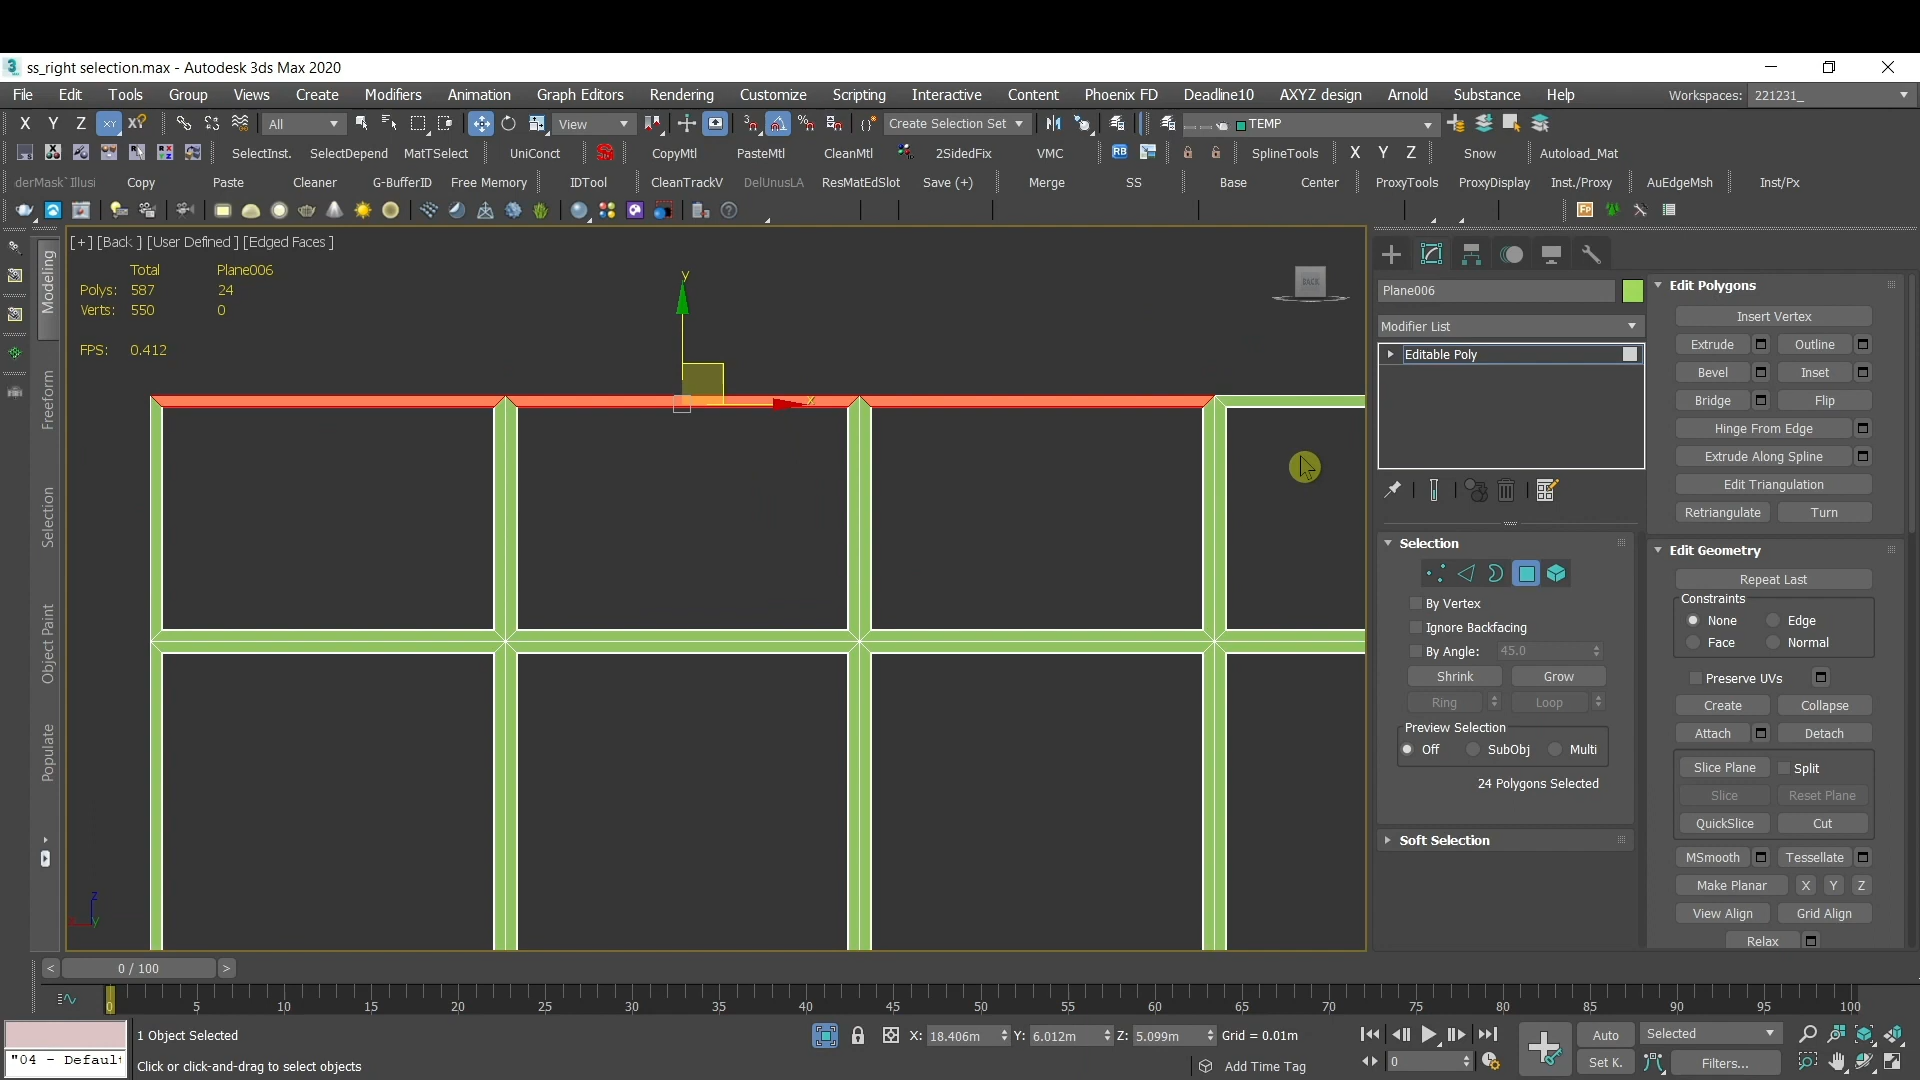 ss_right selection.max - Autodesk 3ds Max 2020
File Edit Tools Group Views Create Modifiers Animation Graph Editors Rendering Customize Scripting Interactive Content Phoenix FD Deadline10 AXYZ design Arnold Substance Help Workspaces: 221231_
X Y Z XY XY All View 3 % Create Selection Set TEMP
SelectInst. SelectDepend MatTSelect UniConct CopyMtl PasteMtl CleanMtl 2SidedFix VMC RB SplineTools X Y Z Snow Autoload_Mat
derMask`Illusi Copy Paste Cleaner G-BufferID Free Memory IDTool CleanTrackV DelUnusLA ResMatEdSlot Save (+) Merge SS Base Center ProxyTools ProxyDisplay Inst./Proxy AuEdgeMsh Inst/Px
Modeling
Freeform
Selection
Object Paint
Populate
[+] [Back ] [User Defined ] [Edged Faces ]
Total Plane006
Polys: 587 24
Verts: 550 0
FPS: 0.412
y
x
BACK
z
y
Plane006
Modifier List
Editable Poly
Selection
By Vertex
Ignore Backfacing
By Angle: 45.0
Shrink Grow
Ring Loop
Preview Selection
Off SubObj Multi
24 Polygons Selected
Soft Selection
Edit Polygons
Insert Vertex
Extrude Outline
Bevel Inset
Bridge Flip
Hinge From Edge
Extrude Along Spline
Edit Triangulation
Retriangulate Turn
Edit Geometry
Repeat Last
Constraints
None Edge
Face Normal
Preserve UVs
Create Collapse
Attach Detach
Slice Plane Split
Slice Reset Plane
QuickSlice Cut
MSmooth Tessellate
Make Planar X Y Z
View Align Grid Align
Relax
< 0 / 100 >
0 5 10 15 20 25 30 35 40 45 50 55 60 65 70 75 80 85 90 95 100
1 Object Selected X: 18.406m Y: 6.012m Z: 5.099m Grid = 0.01m Auto Selected
"04 - Default Click or click-and-drag to select objects Add Time Tag 0 Set K. Filters...